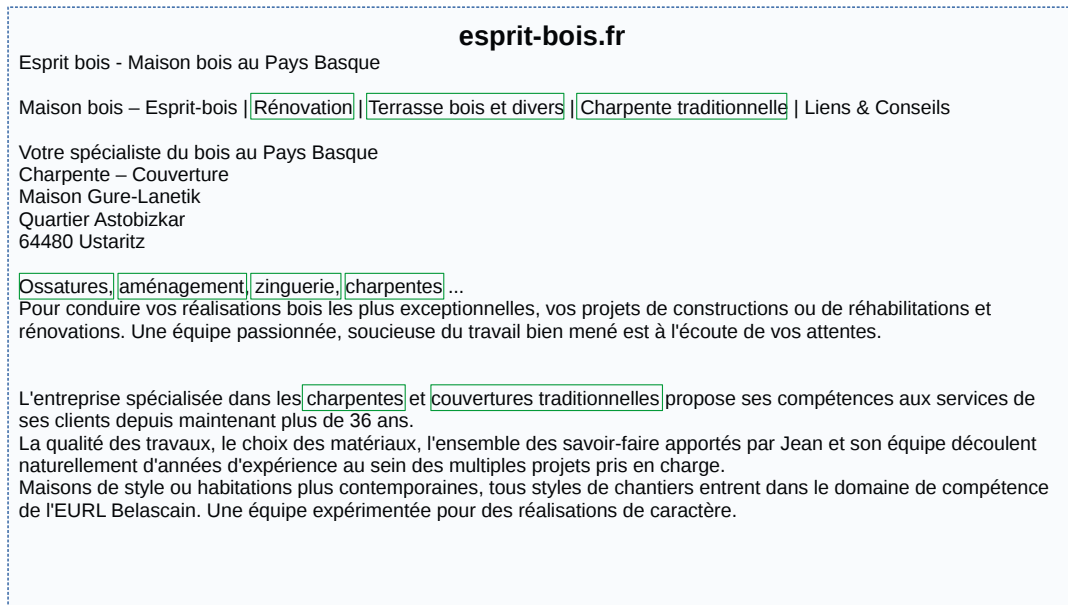 esprit-bois.fr
Esprit bois - Maison bois au Pays Basque
Maison bois – Esprit-bois | Rénovation | Terrasse bois et divers | Charpente traditionnelle | Liens & Conseils
Votre spécialiste du bois au Pays Basque
Charpente – Couverture
Maison Gure-Lanetik
Quartier Astobizkar
64480 Ustaritz
Ossatures, aménagement, zinguerie, charpentes ...
Pour conduire vos réalisations bois les plus exceptionnelles, vos projets de constructions ou de réhabilitations et
rénovations. Une équipe passionnée, soucieuse du travail bien mené est à l'écoute de vos attentes.
L'entreprise spécialisée dans les charpentes et couvertures traditionnelles propose ses compétences aux services de
ses clients depuis maintenant plus de 36 ans.
La qualité des travaux, le choix des matériaux, l'ensemble des savoir-faire apportés par Jean et son équipe découlent
naturellement d'années d'expérience au sein des multiples projets pris en charge.
Maisons de style ou habitations plus contemporaines, tous styles de chantiers entrent dans le domaine de compétence
de l'EURL Belascain. Une équipe expérimentée pour des réalisations de caractère.